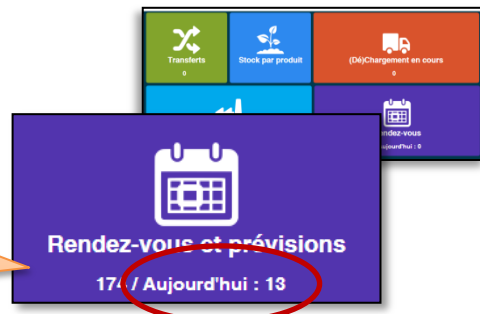 Transferts
0
Stock par produit
(Dé)Chargement en cours
0
Rendez-vous et prévisions
174 / Aujourd'hui : 13